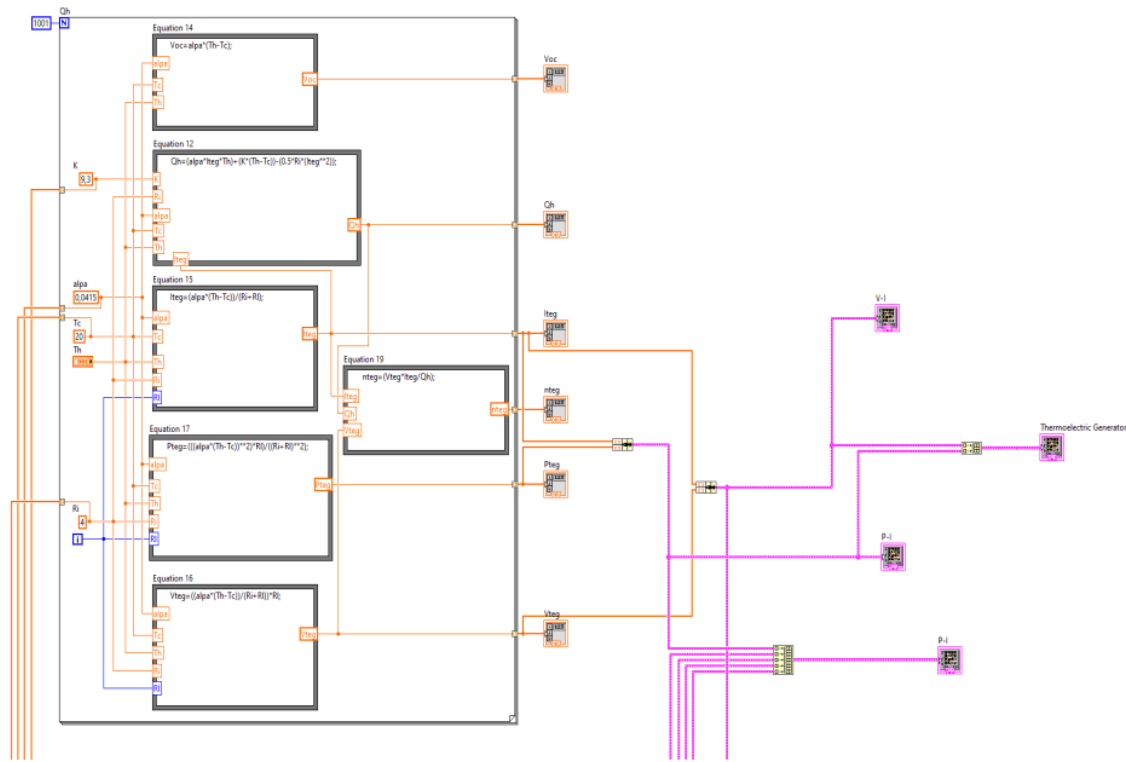 Qh
1001
N
Equation 14
Voc=alpa*(Th-Tc);
alpa
Tc
Th
Voc
Voc
Equation 12
Qh=(alpa*Iteg*Th)+(K*(Th-Tc))-(0.5*Ri*(Iteg**2));
K
9,3
K
Ri
alpa
Tc
Th
Iteg
Qh
Qh
Equation 15
Iteg=(alpa*(Th-Tc))/(Ri+Rl);
alpa
0,0415
Tc
20
Th
alpa
Tc
Th
Ri
Rl
Iteg
Iteg
Equation 19
nteg=(Vteg*Iteg/Qh);
Iteg
Qh
Vteg
nteg
nteg
Equation 17
Pteg=(((alpa*(Th-Tc))**2)*Rl)/((Ri+Rl)**2);
alpa
Tc
Th
Ri
Rl
Pteg
Pteg
Ri
4
i
Equation 16
Vteg=((alpa*(Th-Tc))/(Ri+Rl))*Rl;
alpa
Tc
Th
Ri
Rl
Vteg
Vteg
V-I
Thermoelectric Generator
P-I
P-I